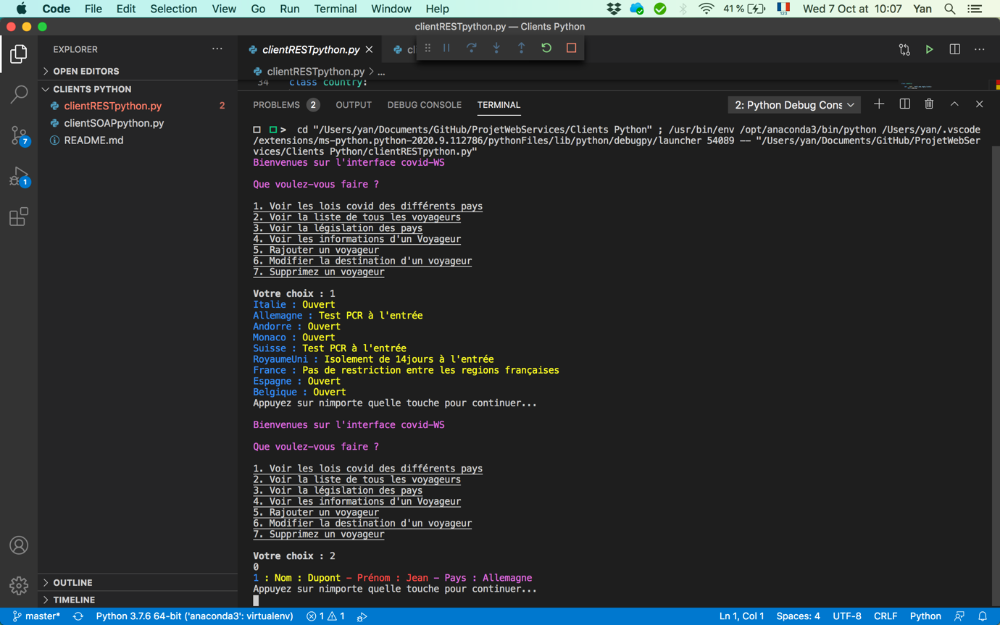 Code File Edit Selection View Go Run Terminal Window Help 41 % 123 Wed 7 Oct at 10:07 Yan
clientRESTpython.py — Clients Python
EXPLORER
clientRESTpython.py
cl
OPEN EDITORS
clientRESTpython.py > ...
34 class country:
CLIENTS PYTHON
clientRESTpython.py 2
clientSOAPpython.py
README.md
7
1
OUTLINE
TIMELINE
PROBLEMS 2 OUTPUT DEBUG CONSOLE TERMINAL 2: Python Debug Cons
> cd "/Users/yan/Documents/GitHub/ProjetWebServices/Clients Python" ; /usr/bin/env /opt/anaconda3/bin/python /Users/yan/.vscode
/extensions/ms-python.python-2020.9.112786/pythonFiles/lib/python/debugpy/launcher 54089 -- "/Users/yan/Documents/GitHub/ProjetWebSer
vices/Clients Python/clientRESTpython.py"
Bienvenues sur l'interface covid-WS
Que voulez-vous faire ?
1. Voir les lois covid des différents pays
2. Voir la liste de tous les voyageurs
3. Voir la législation des pays
4. Voir les informations d'un Voyageur
5. Rajouter un voyageur
6. Modifier la destination d'un voyageur
7. Supprimez un voyageur
Votre choix : 1
Italie : Ouvert
Allemagne : Test PCR à l'entrée
Andorre : Ouvert
Monaco : Ouvert
Suisse : Test PCR à l'entrée
RoyaumeUni : Isolement de 14jours à l'entrée
France : Pas de restriction entre les regions françaises
Espagne : Ouvert
Belgique : Ouvert
Appuyez sur nimporte quelle touche pour continuer...
Bienvenues sur l'interface covid-WS
Que voulez-vous faire ?
1. Voir les lois covid des différents pays
2. Voir la liste de tous les voyageurs
3. Voir la législation des pays
4. Voir les informations d'un Voyageur
5. Rajouter un voyageur
6. Modifier la destination d'un voyageur
7. Supprimez un voyageur
Votre choix : 2
0
1 : Nom : Dupont - Prénom : Jean - Pays : Allemagne
Appuyez sur nimporte quelle touche pour continuer...
master* Python 3.7.6 64-bit ('anaconda3': virtualenv) 1 1 Ln 1, Col 1 Spaces: 4 UTF-8 CRLF Python